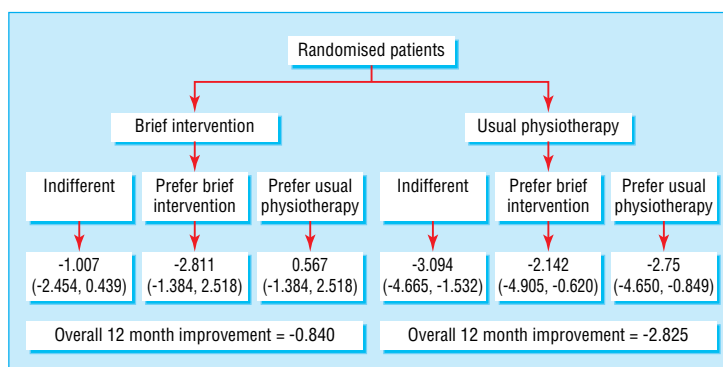 Randomised patients
Brief intervention
Usual physiotherapy
Indifferent
Prefer brief
intervention
Prefer usual
physiotherapy
Indifferent
Prefer brief
intervention
Prefer usual
physiotherapy
-1.007
(-2.454, 0.439)
-2.811
(-1.384, 2.518)
0.567
(-1.384, 2.518)
-3.094
(-4.665, -1.532)
-2.142
(-4.905, -0.620)
-2.75
(-4.650, -0.849)
Overall 12 month improvement = -0.840
Overall 12 month improvement = -2.825